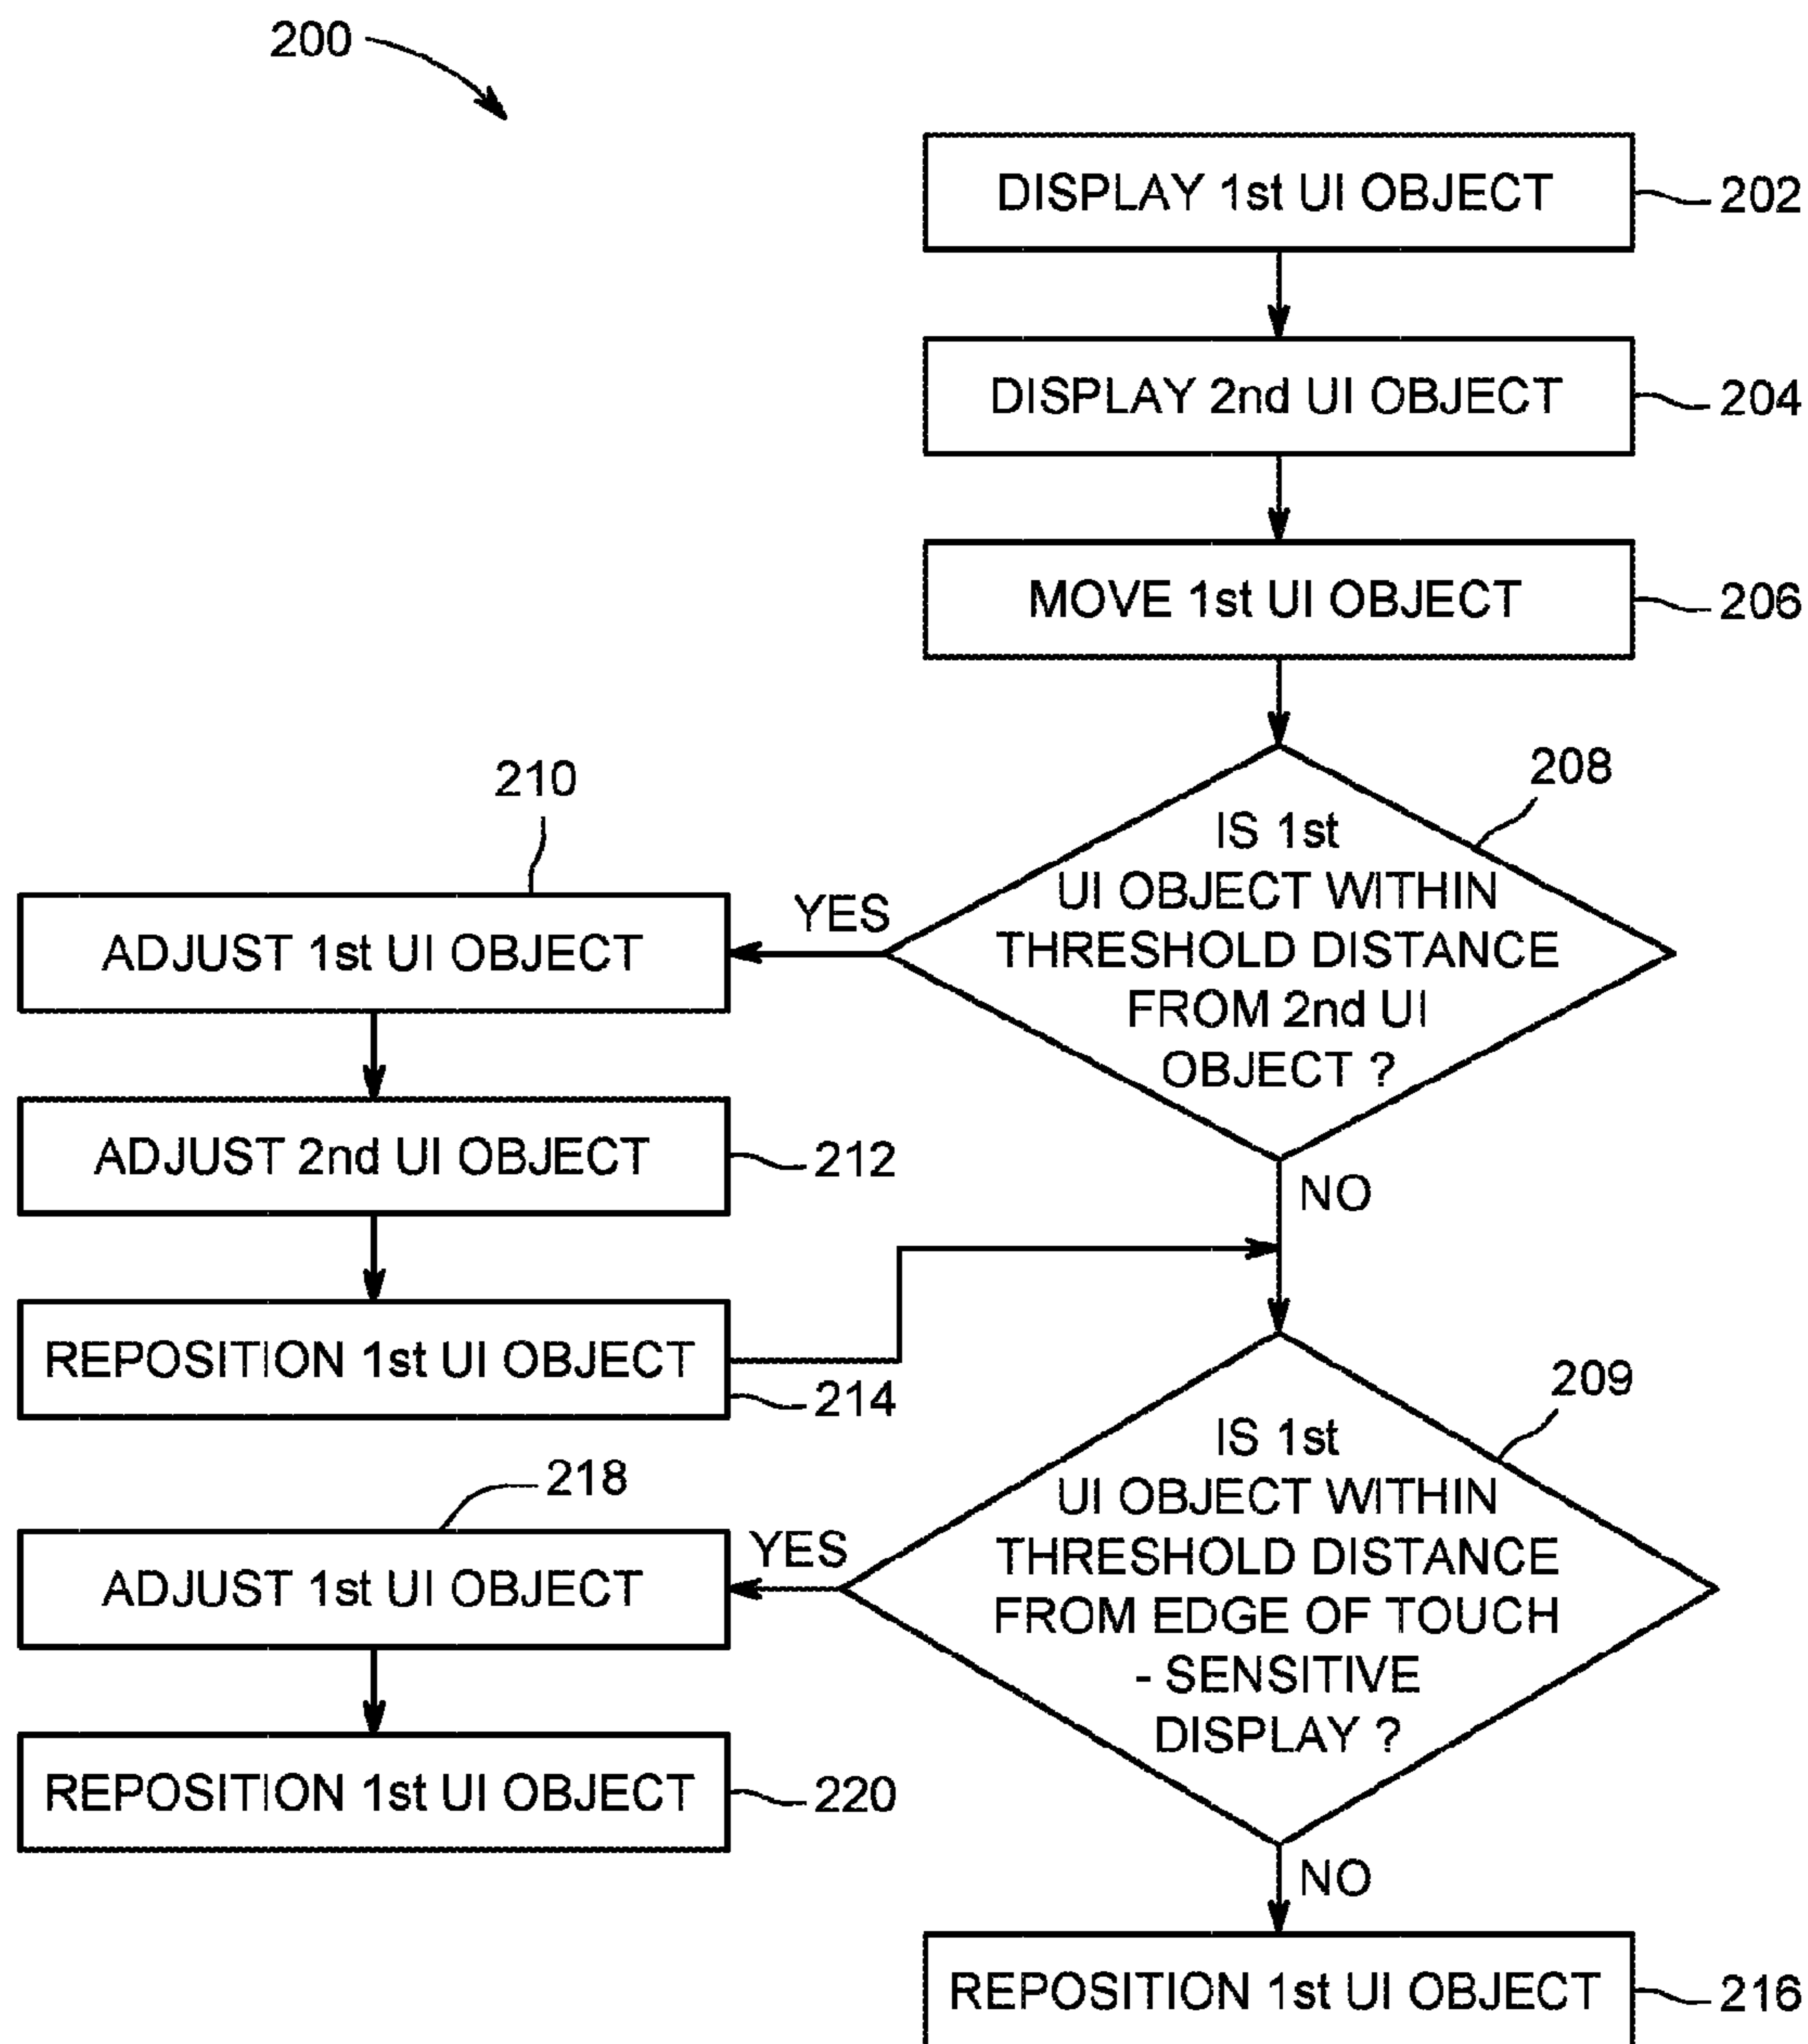 200
DISPLAY 1st UI OBJECT
202
DISPLAY 2nd UI OBJECT
204
MOVE 1st UI OBJECT
206
208
IS 1st
UI OBJECT WITHIN
THRESHOLD DISTANCE
FROM 2nd UI
OBJECT ?
YES
210
ADJUST 1st UI OBJECT
ADJUST 2nd UI OBJECT
212
REPOSITION 1st UI OBJECT
214
NO
209
IS 1st
UI OBJECT WITHIN
THRESHOLD DISTANCE
FROM EDGE OF TOUCH
- SENSITIVE
DISPLAY ?
YES
218
ADJUST 1st UI OBJECT
REPOSITION 1st UI OBJECT
220
NO
REPOSITION 1st UI OBJECT
216